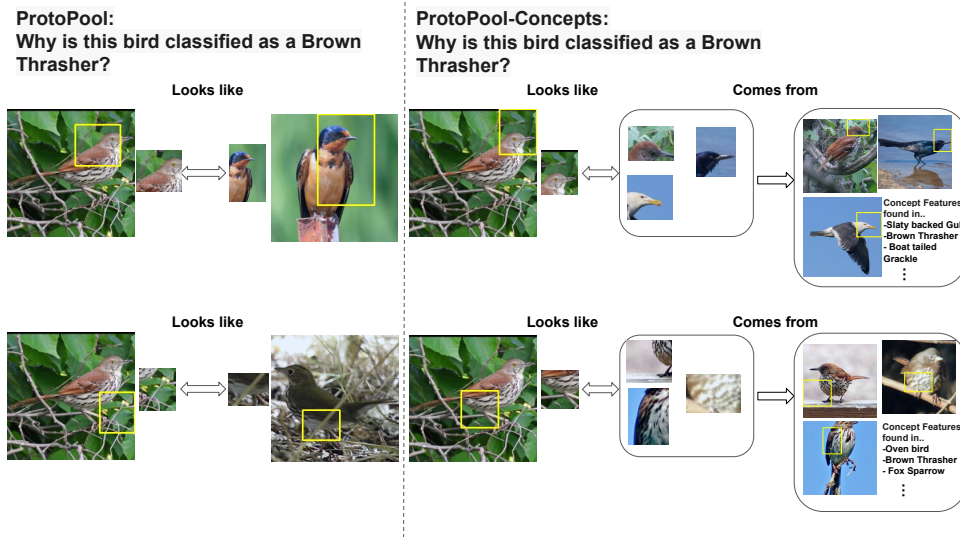 ProtoPool:
Why is this bird classified as a Brown
Thrasher?
Looks like
Looks like
ProtoPool-Concepts:
Why is this bird classified as a Brown
Thrasher?
Looks like
Comes from
Concept Features
found in..
-Slaty backed Gul
-Brown Thrasher
- Boat tailed
Grackle
⋮
Looks like
Comes from
Concept Features
found in..
-Oven bird
-Brown Thrasher
- Fox Sparrow
⋮